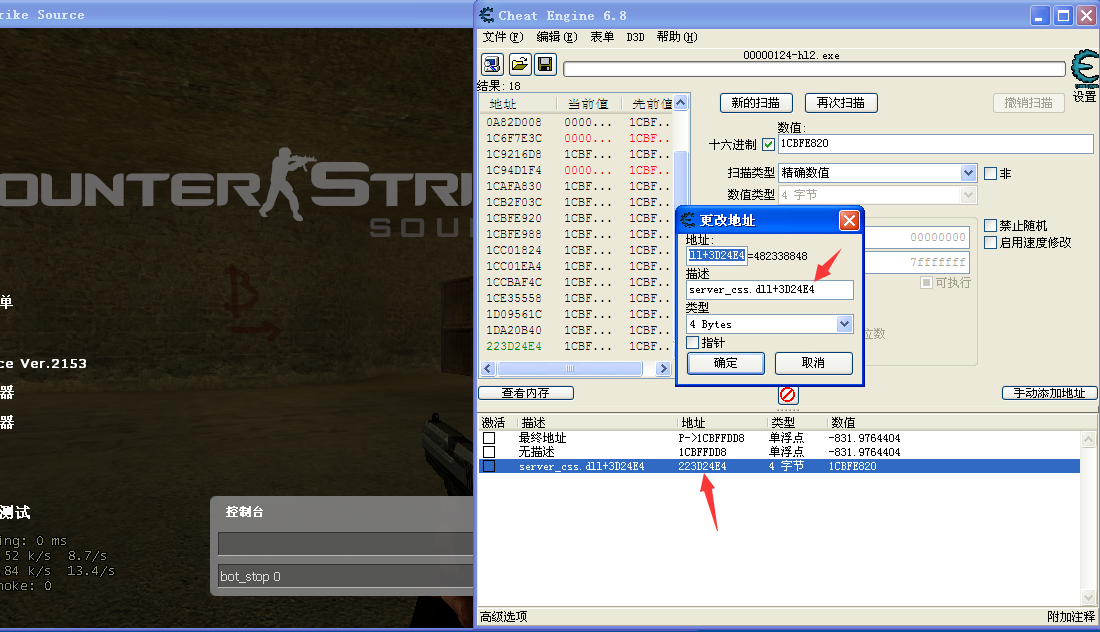 rike Source
OUNTER STRI
SOU
单
ce Ver.2153
器
器
测试
ing: 0 ms
52 k/s 8.7/s
84 k/s 13.4/s
hoke: 0
控制台
bot_stop 0
Cheat Engine 6.8
文件(F) 编辑(E) 表单 D3D 帮助(H)
00000124-hl2.exe
设置
结果: 18
地址 当前值 先前值
0A82D008 0000... 1CBF..
1C6F7E3C 0000... 1CBF..
1C9216D8 1CBF... 1CBF..
1C94D1F4 0000... 1CBF..
1CAFA830 1CBF... 1CBF..
1CB2F03C 1CBF... 1CBF..
1CBFE920 1CBF... 1CBF..
1CBFE988 1CBF... 1CBF..
1CC01824 1CBF... 1CBF..
1CC01EA4 1CBF... 1CBF..
1CCBAF4C 1CBF... 1CBF..
1CE35558 1CBF... 1CBF..
1D09561C 1CBF... 1CBF..
1DA20B40 1CBF... 1CBF..
223D24E4 1CBF... 1CBF..
新的扫描 再次扫描 撤销扫描
数值:
十六进制 1CBFE820
扫描类型 精确数值 非
数值类型 4 字节
00000000
7fffffff
可执行
位数
禁止随机
启用速度修改
更改地址
地址:
ll+3D24E4 =482338848
描述
server_css.dll+3D24E4
类型
4 Bytes
指针
确定 取消
查看内存 手动添加地址
激活 描述 地址 类型 数值
最终地址 P->1CBFFDD8 单浮点 -831.9764404
无描述 1CBFFDD8 单浮点 -831.9764404
server_css.dll+3D24E4 223D24E4 4 字节 1CBFE820
高级选项 附加注释